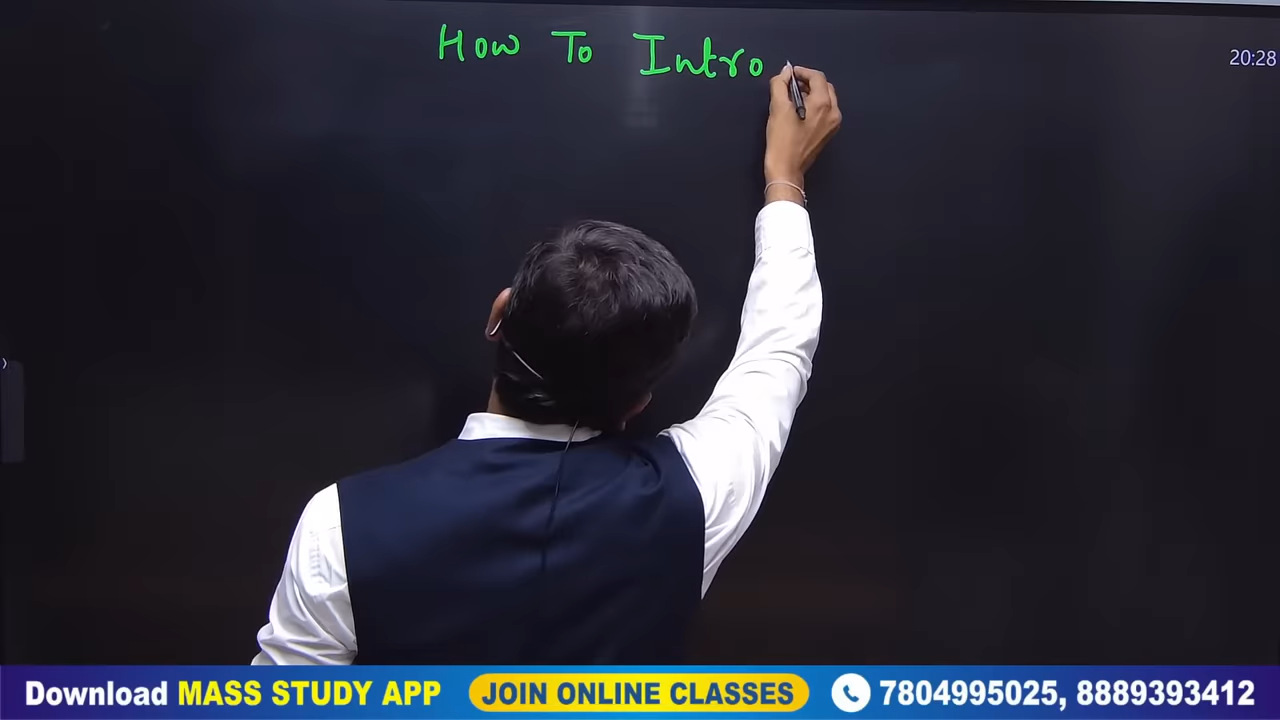 How To Intro
20:28
Download MASS STUDY APP JOIN ONLINE CLASSES 7804995025, 8889393412